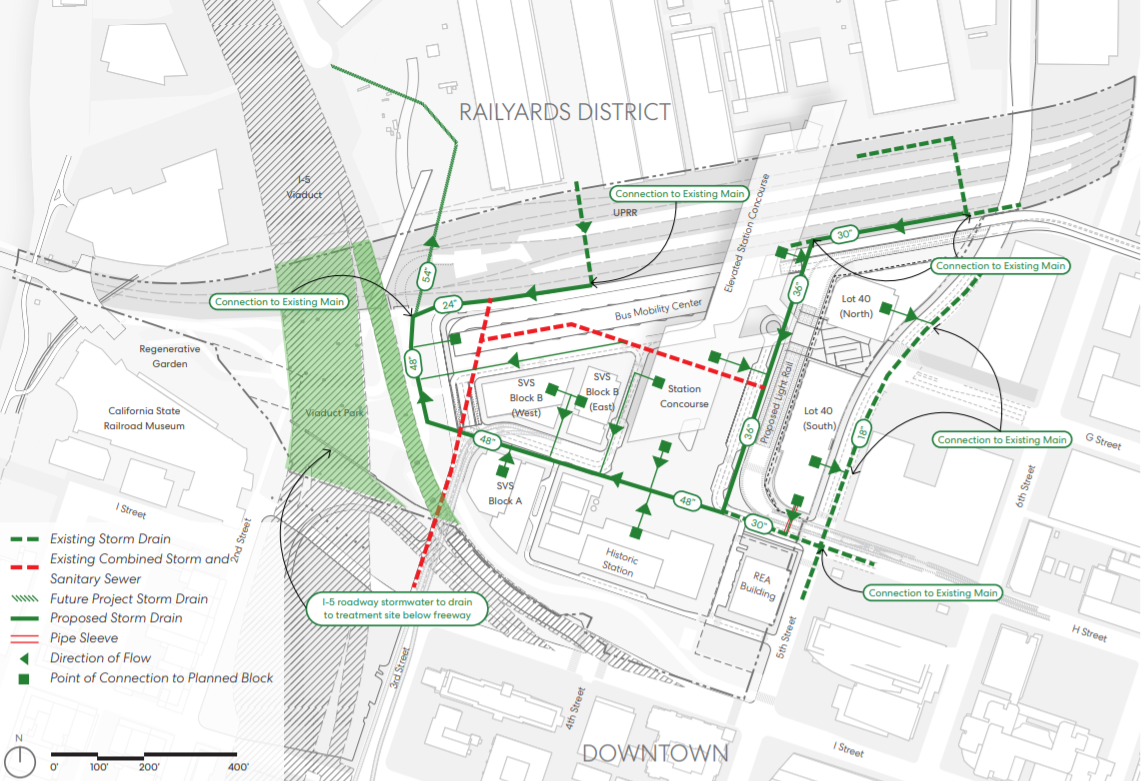 RAILYARDS DISTRICT
I-5
Viaduct
Connection to Existing Main
UPRR
Elevated Station Concourse
30"
Connection to Existing Main
54"
36"
Connection to Existing Main
24"
Lot 40
(North)
Bus Mobility Center
Regenerative
Garden
48"
Proposed Light Rail
SVS
Block B
(West)
SVS
Block B
(East)
Station
Concourse
California State
Railroad Museum
Viaduct Park
Lot 40
(South)
36"
18"
Connection to Existing Main
G Street
48"
SVS
Block A
48"
6th Street
I Street
2nd Street
30"
Historic
Station
REA
Building
Connection to Existing Main
I-5 roadway stormwater to drain
to treatment site below freeway
H Street
5th Street
3rd Street
4th Street
I Street
DOWNTOWN
Existing Storm Drain
Existing Combined Storm and
Sanitary Sewer
Future Project Storm Drain
Proposed Storm Drain
Pipe Sleeve
Direction of Flow
Point of Connection to Planned Block
N
0' 100' 200' 400'